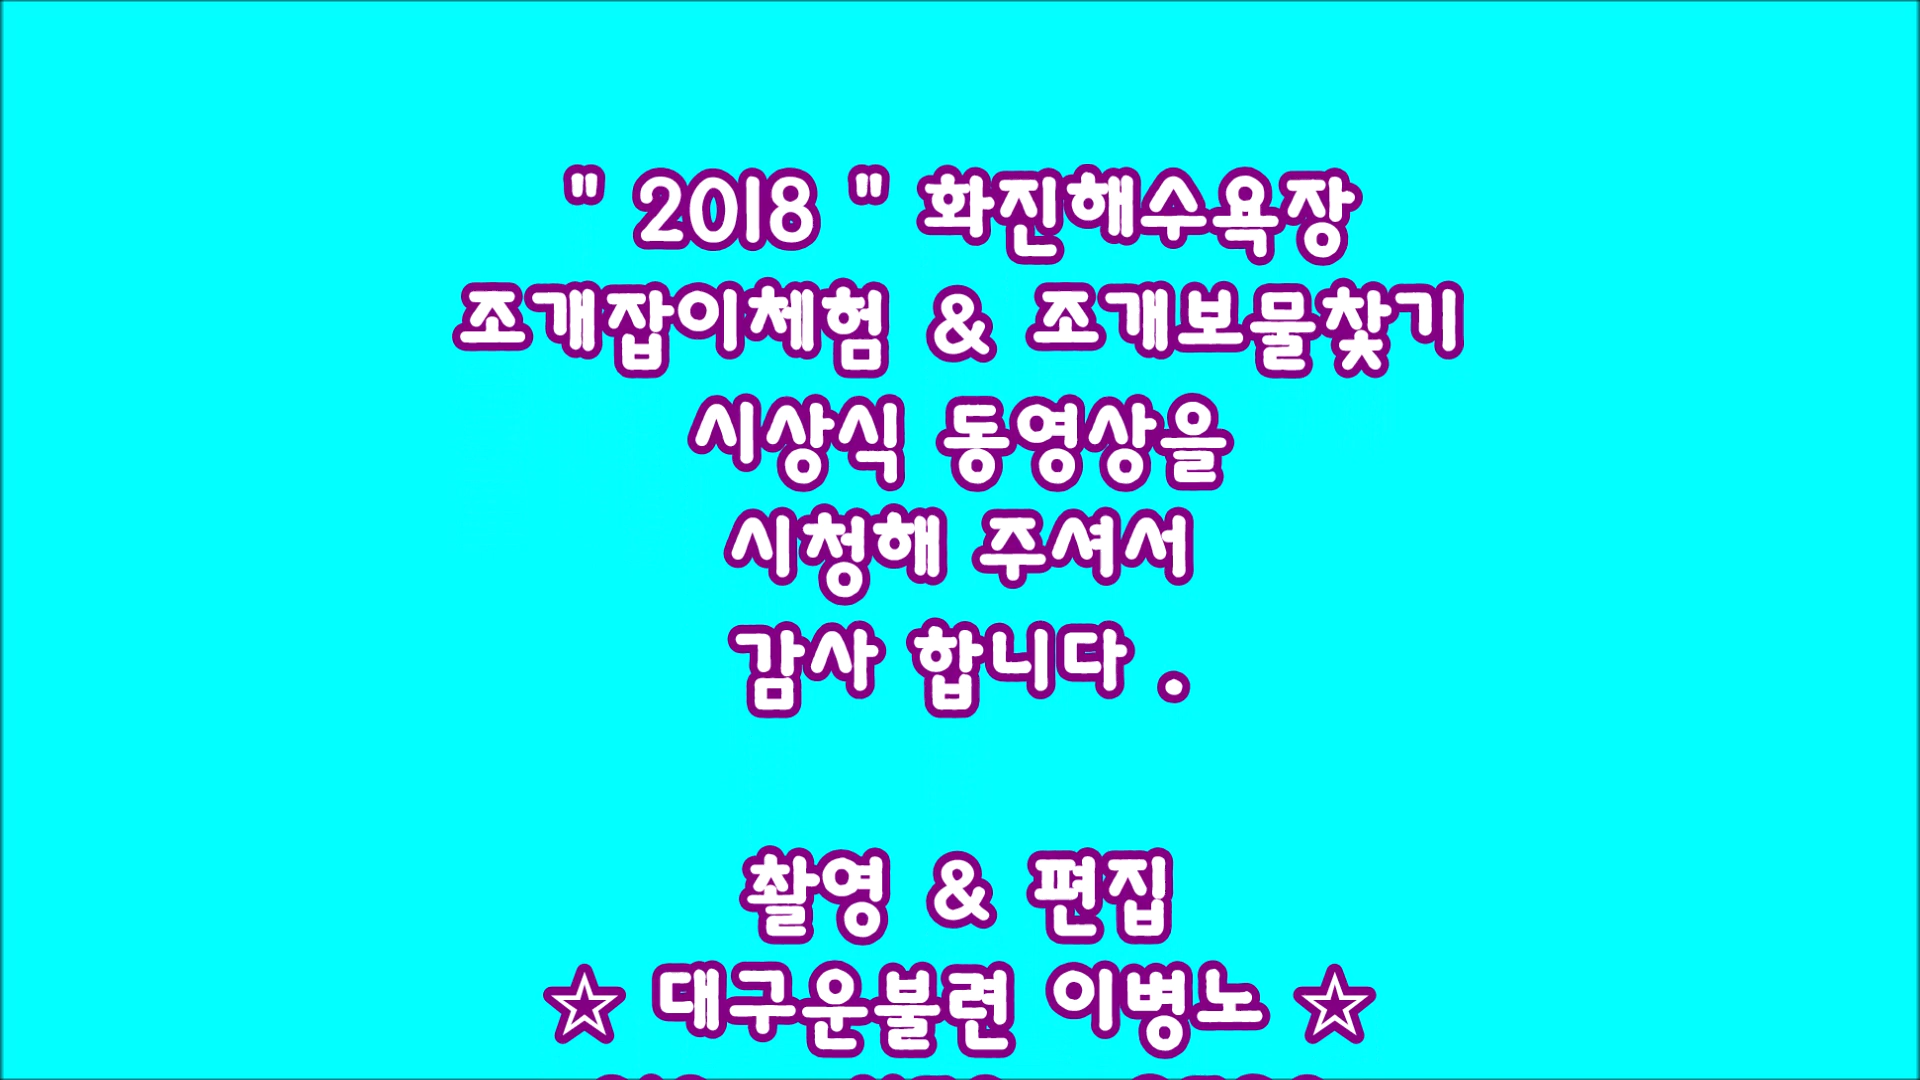 " 2018 " 화진해수욕장
조개잡이체험 & 조개보물찾기
시상식 동영상을
시청해 주셔서
감사 합니다 .
촬영 & 편집
☆ 대구운불련 이병노 ☆